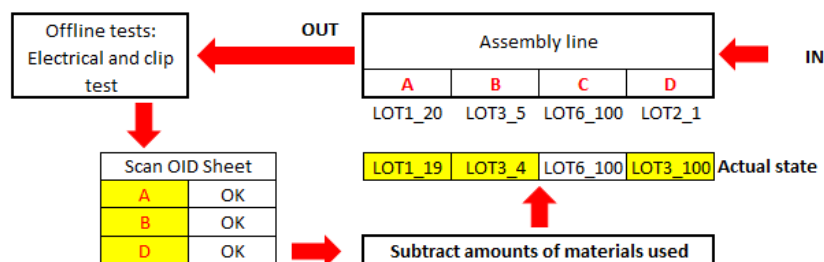 Offline tests:
Electrical and clip
test
OUT
Assembly line
IN
A B C D
LOT1_20 LOT3_5 LOT6_100 LOT2_1
Scan OID Sheet
A OK
B OK
D OK
LOT1_19 LOT3_4 LOT6_100 LOT3_100 Actual state
Subtract amounts of materials used